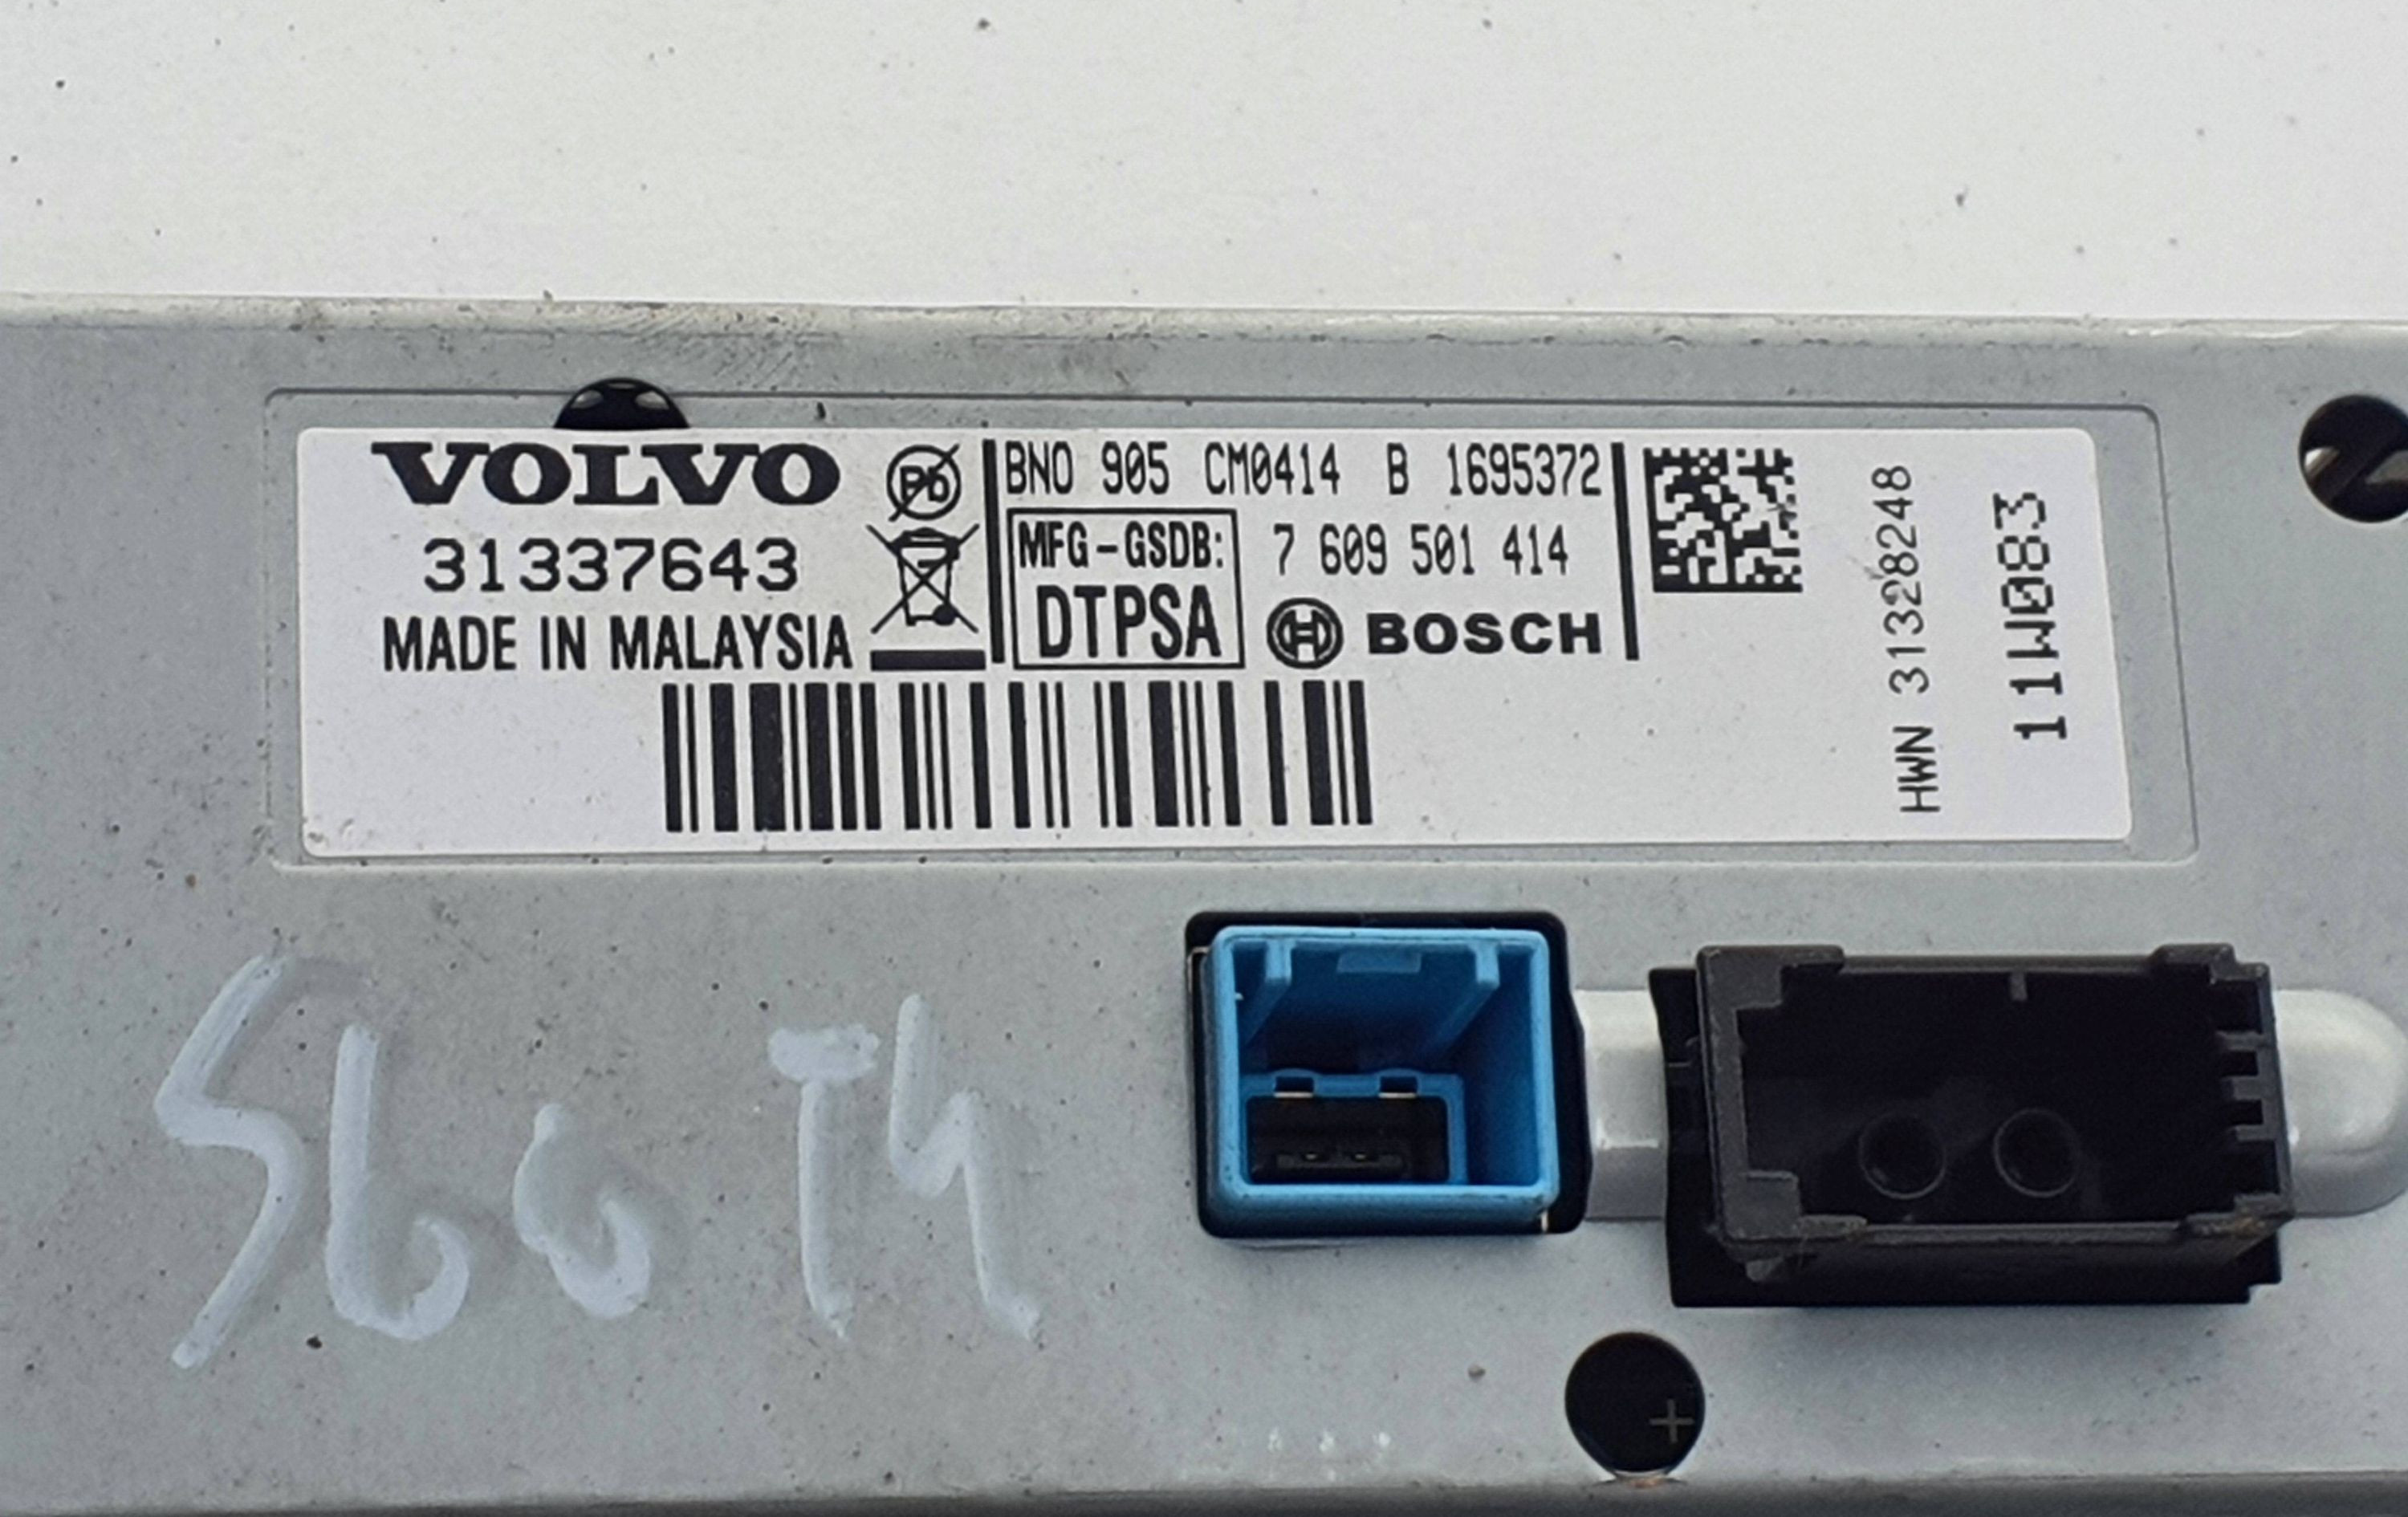 VOLVO
31337643
MADE IN MALAYSIA
Pb
BNO 905 CM0414 B 1695372
MFG-GSDB:
DTPSA
7 609 501 414
BOSCH
HWN 31328248
11W083
S60 T4